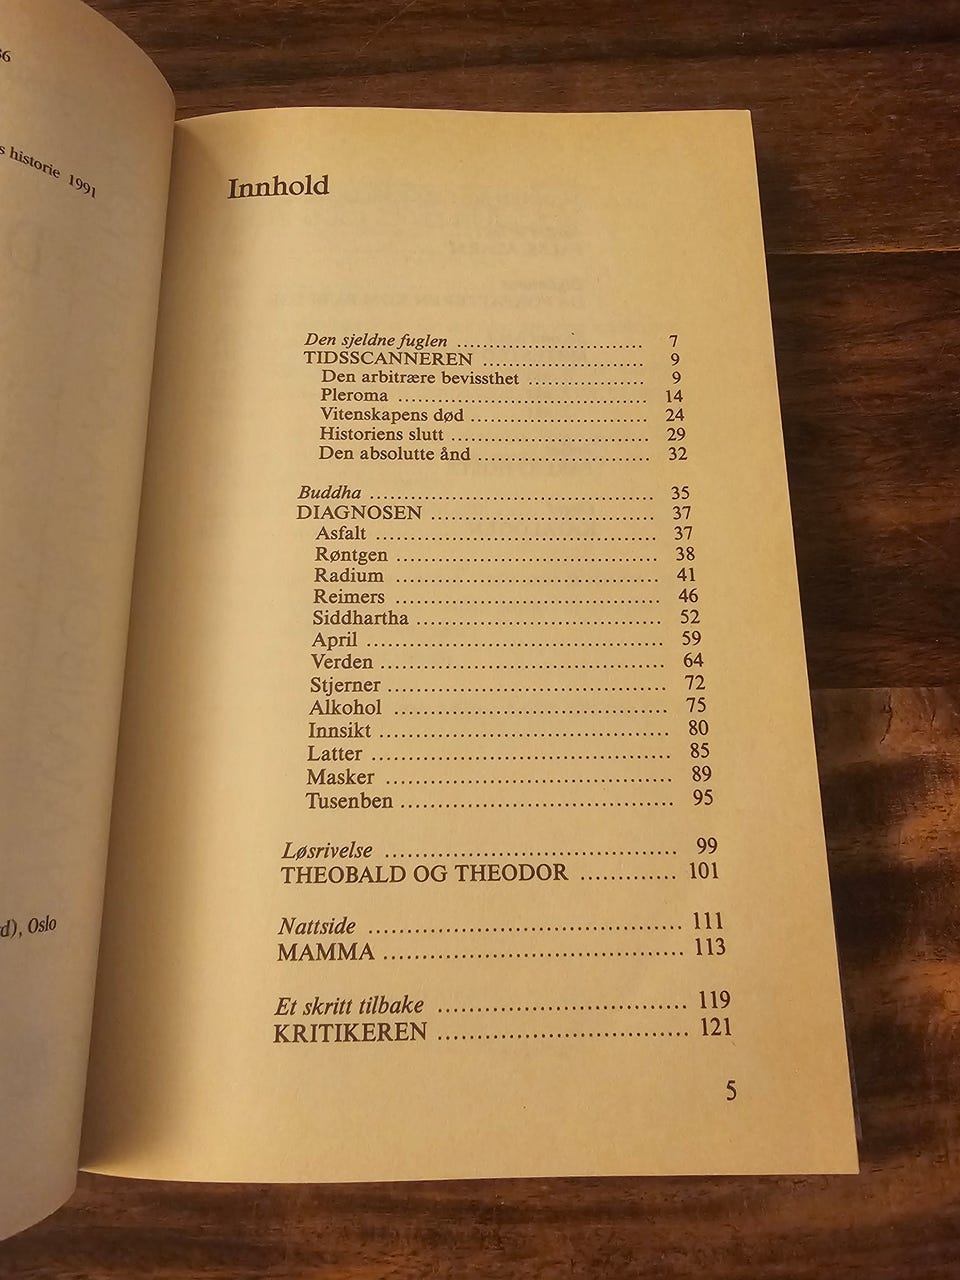 36
s historie 1991
d), Oslo
Innhold
Den sjeldne fuglen .............................. 7
TIDSSCANNEREN ......................... 9
Den arbitrære bevissthet ................... 9
Pleroma ........................................ 14
Vitenskapens død ............................ 24
Historiens slutt ............................... 29
Den absolutte ånd ........................... 32
Buddha ............................................. 35
DIAGNOSEN ................................... 37
Asfalt ............................................ 37
Røntgen ......................................... 38
Radium ......................................... 41
Reimers ......................................... 46
Siddhartha ...................................... 52
April .............................................. 59
Verden ............................................ 64
Stjerner ........................................... 72
Alkohol .......................................... 75
Innsikt ............................................ 80
Latter .............................................. 85
Masker ............................................ 89
Tusenben ......................................... 95
Løsrivelse ............................................. 99
THEOBALD OG THEODOR ............. 101
Nattside ................................................ 111
MAMMA .............................................. 113
Et skritt tilbake ...................................... 119
KRITIKEREN ...................................... 121
5